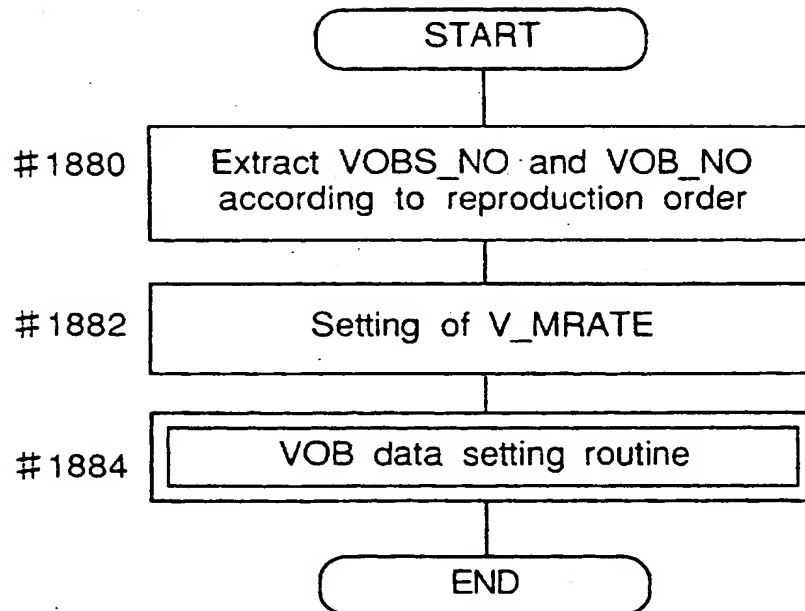 START
#1880
Extract VOBS_NO and VOB_NO
according to reproduction order
#1882
Setting of V_MRATE
#1884
VOB data setting routine
END